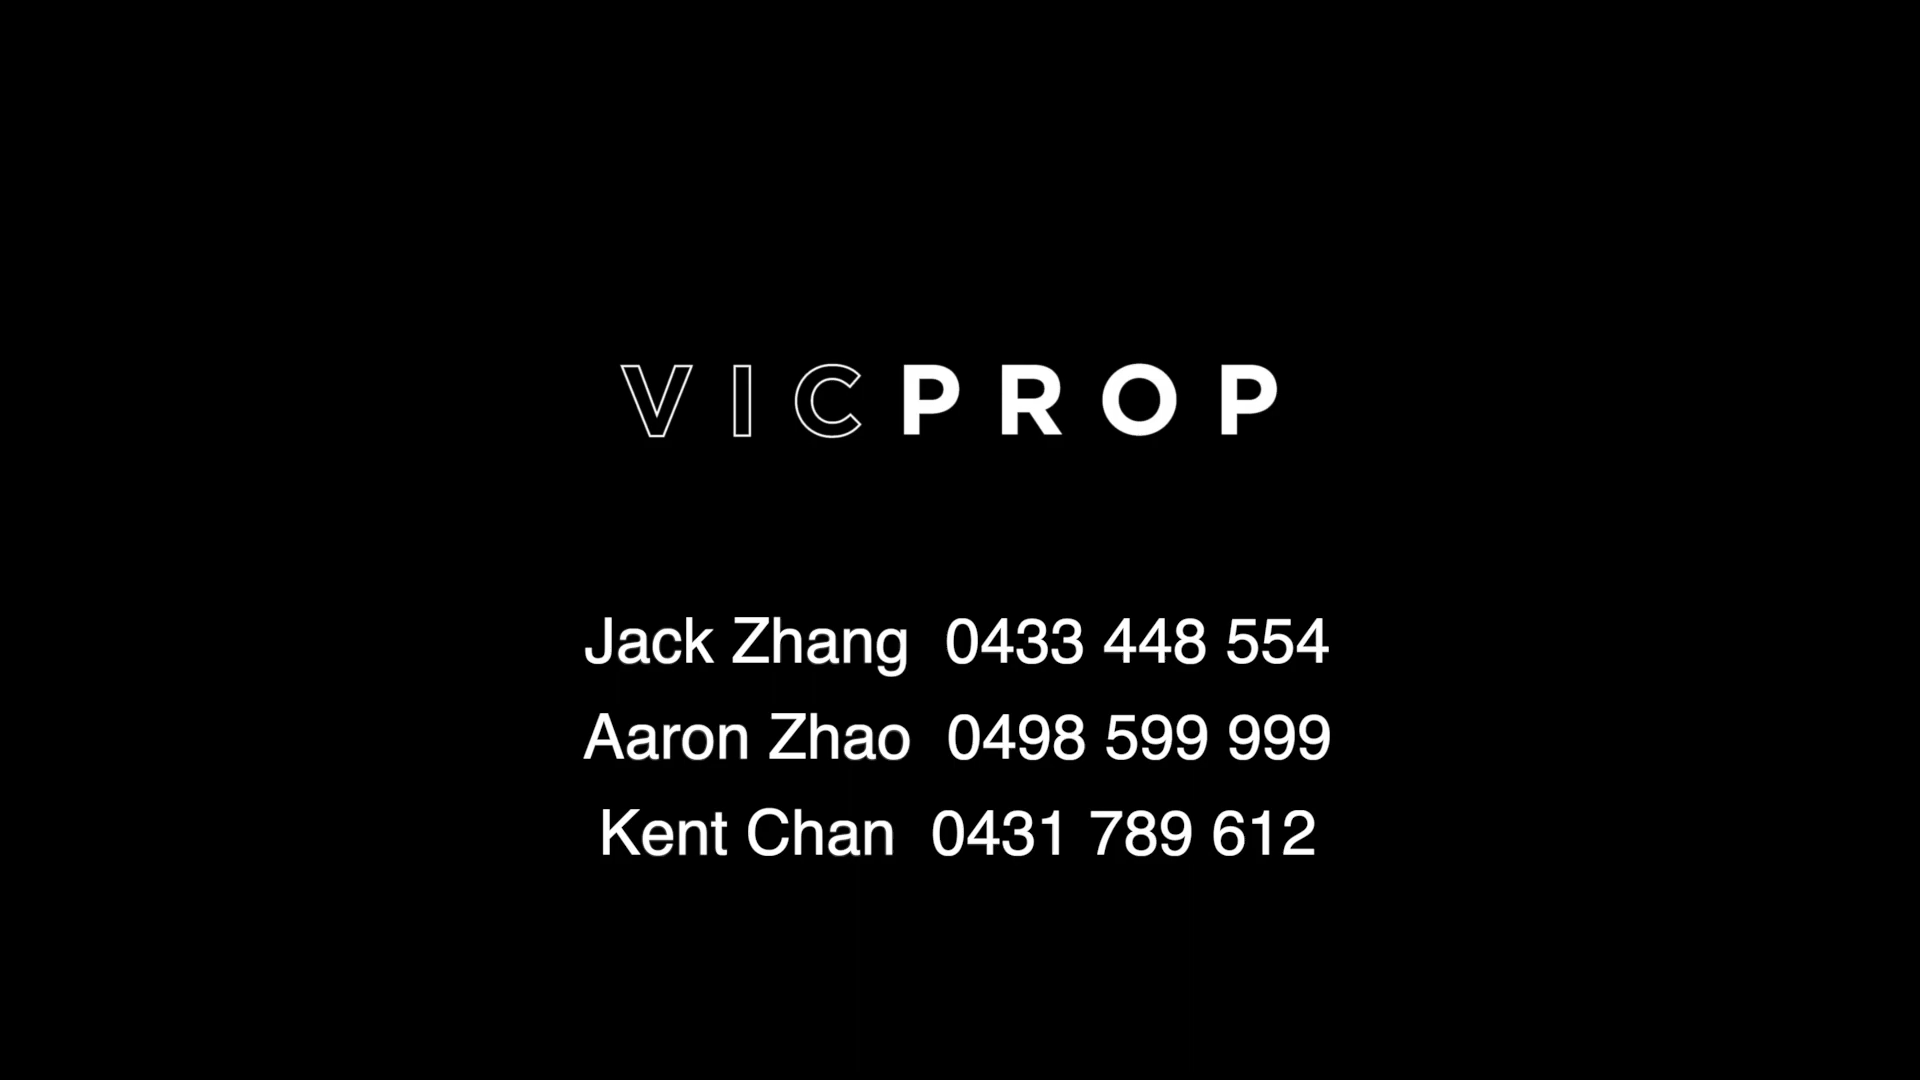 VICPROP
Jack Zhang 0433 448 554
Aaron Zhao 0498 599 999
Kent Chan 0431 789 612